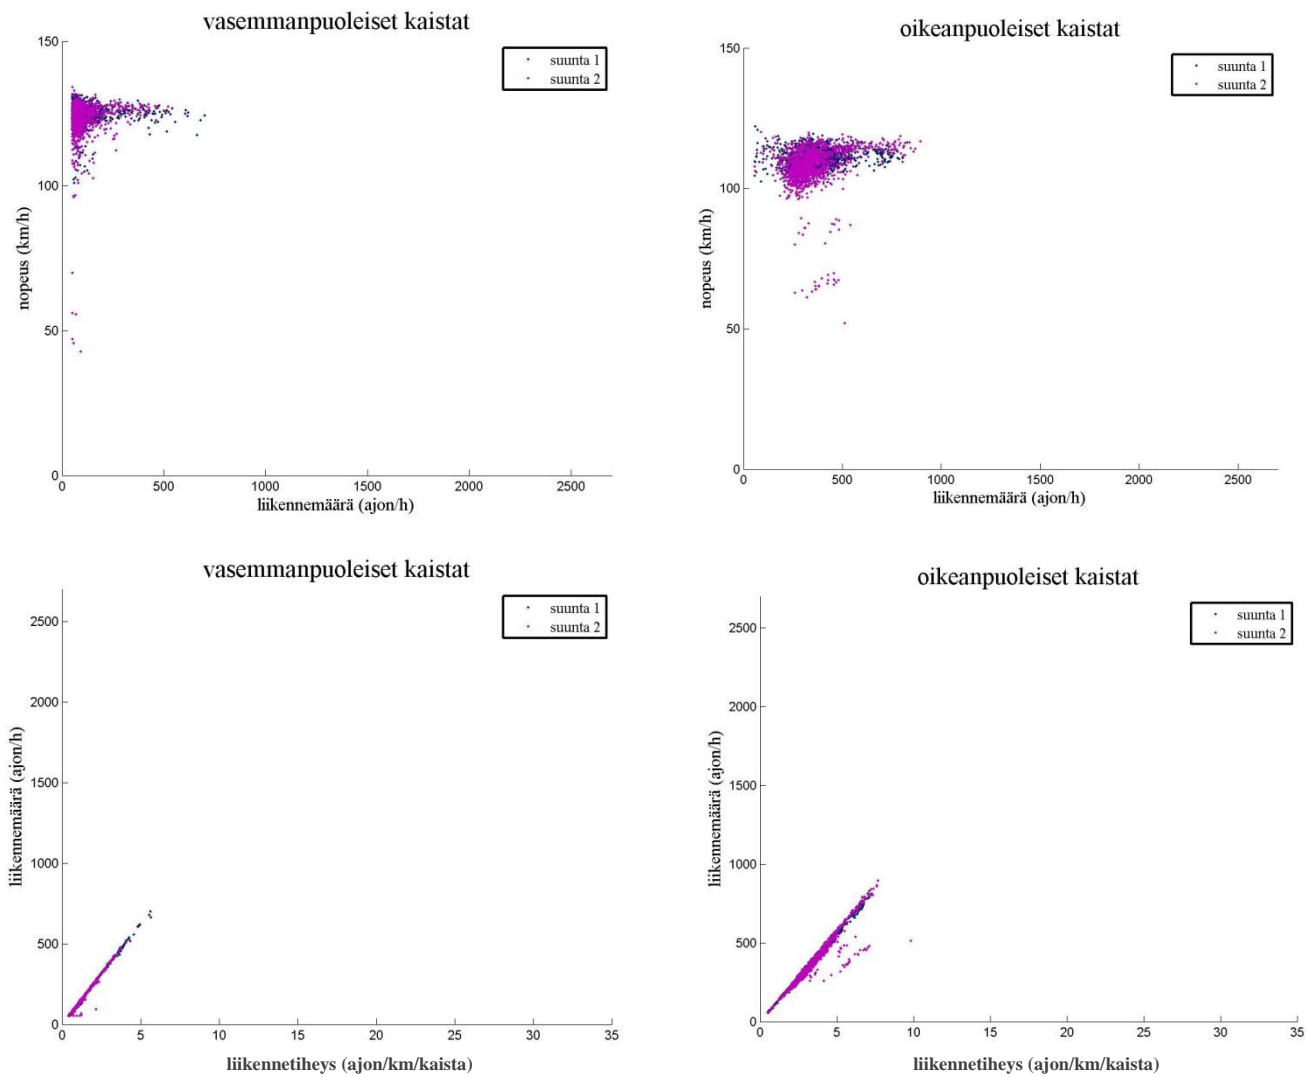 vasemmanpuoleiset kaistat
150
100
50
0
nopeus (km/h)
suunta 1
suunta 2
0 500 1000 1500 2000 2500
liikennemäärä (ajon/h)
oikeanpuoleiset kaistat
150
100
50
0
nopeus (km/h)
suunta 1
suunta 2
0 500 1000 1500 2000 2500
liikennemäärä (ajon/h)
vasemmanpuoleiset kaistat
2500
2000
1500
1000
500
0
liikennemäärä (ajon/h)
suunta 1
suunta 2
0 5 10 15 20 25 30 35
liikennetiheys (ajon/km/kaista)
oikeanpuoleiset kaistat
2500
2000
1500
1000
500
0
liikennemäärä (ajon/h)
suunta 1
suunta 2
0 5 10 15 20 25 30 35
liikennetiheys (ajon/km/kaista)